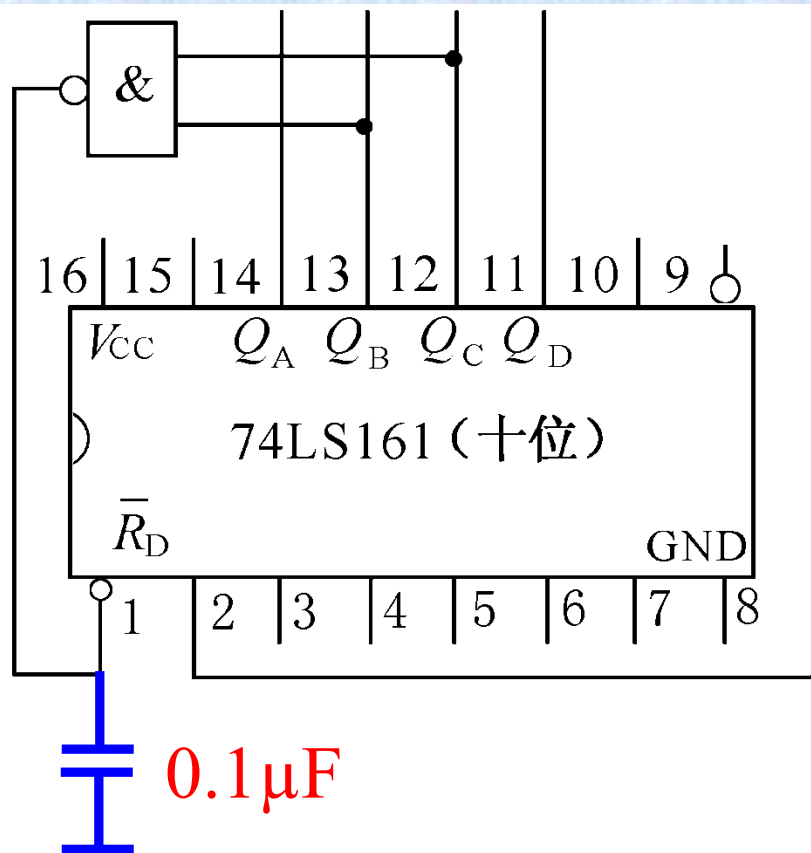 &
16 15 14 13 12 11 10 9
VCC QA QB QC QD
74LS161（十位）
R̅D GND
1 2 3 4 5 6 7 8
0.1μF